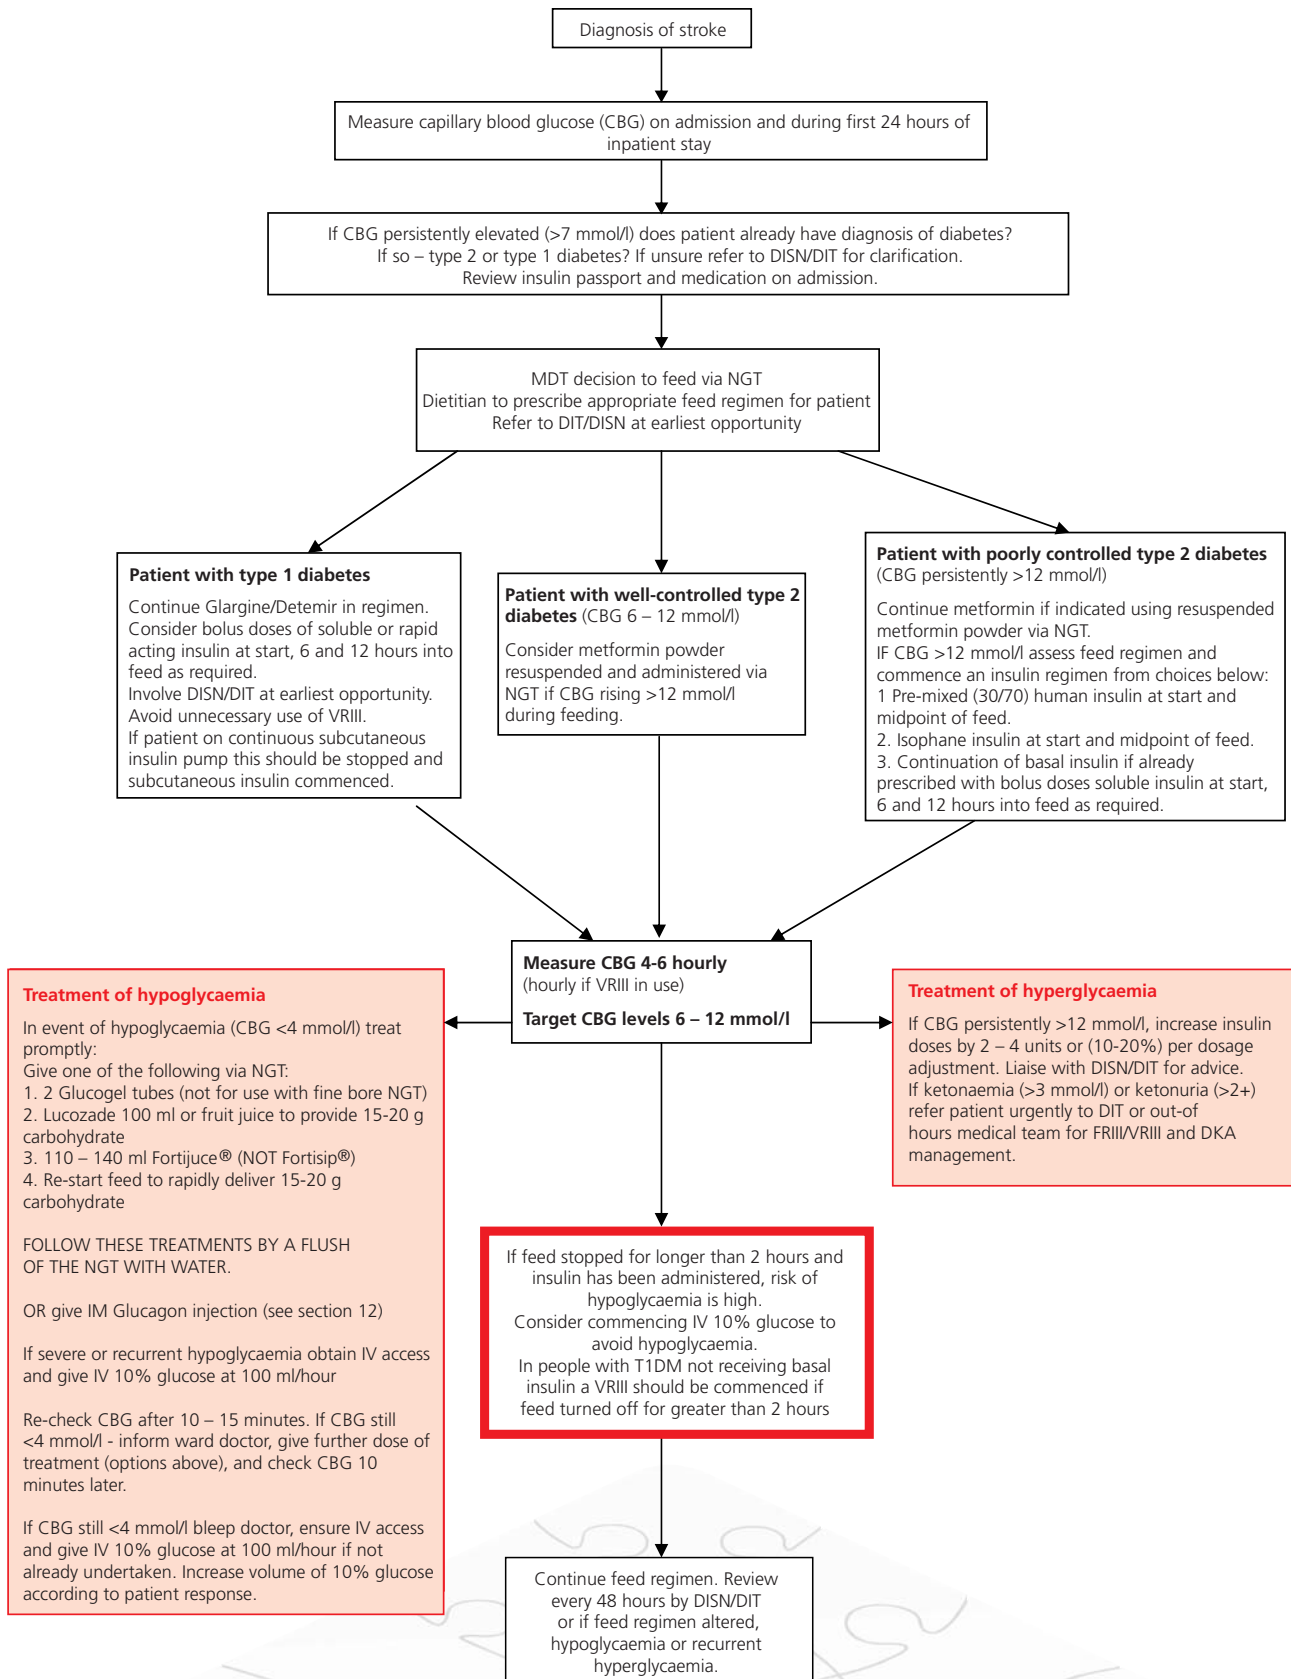 Diagnosis of stroke
Measure capillary blood glucose (CBG) on admission and during first 24 hours of
inpatient stay
If CBG persistently elevated (>7 mmol/l) does patient already have diagnosis of diabetes?
If so – type 2 or type 1 diabetes? If unsure refer to DISN/DIT for clarification.
Review insulin passport and medication on admission.
MDT decision to feed via NGT
Dietitian to prescribe appropriate feed regimen for patient
Refer to DIT/DISN at earliest opportunity
Patient with type 1 diabetes
Continue Glargine/Detemir in regimen.
Consider bolus doses of soluble or rapid
acting insulin at start, 6 and 12 hours into
feed as required.
Involve DISN/DIT at earliest opportunity.
Avoid unnecessary use of VRIII.
If patient on continuous subcutaneous
insulin pump this should be stopped and
subcutaneous insulin commenced.
Patient with well-controlled type 2
diabetes (CBG 6 – 12 mmol/l)
Consider metformin powder
resuspended and administered via
NGT if CBG rising >12 mmol/l
during feeding.
Patient with poorly controlled type 2 diabetes
(CBG persistently >12 mmol/l)
Continue metformin if indicated using resuspended
metformin powder via NGT.
IF CBG >12 mmol/l assess feed regimen and
commence an insulin regimen from choices below:
1 Pre-mixed (30/70) human insulin at start and
midpoint of feed.
2. Isophane insulin at start and midpoint of feed.
3. Continuation of basal insulin if already
prescribed with bolus doses soluble insulin at start,
6 and 12 hours into feed as required.
Measure CBG 4-6 hourly
(hourly if VRIII in use)
Target CBG levels 6 – 12 mmol/l
Treatment of hypoglycaemia
In event of hypoglycaemia (CBG <4 mmol/l) treat
promptly:
Give one of the following via NGT:
1. 2 Glucogel tubes (not for use with fine bore NGT)
2. Lucozade 100 ml or fruit juice to provide 15-20 g
carbohydrate
3. 110 – 140 ml Fortijuce® (NOT Fortisip®)
4. Re-start feed to rapidly deliver 15-20 g
carbohydrate
FOLLOW THESE TREATMENTS BY A FLUSH
OF THE NGT WITH WATER.
OR give IM Glucagon injection (see section 12)
If severe or recurrent hypoglycaemia obtain IV access
and give IV 10% glucose at 100 ml/hour
Re-check CBG after 10 – 15 minutes. If CBG still
<4 mmol/l - inform ward doctor, give further dose of
treatment (options above), and check CBG 10
minutes later.
If CBG still <4 mmol/l bleep doctor, ensure IV access
and give IV 10% glucose at 100 ml/hour if not
already undertaken. Increase volume of 10% glucose
according to patient response.
Treatment of hyperglycaemia
If CBG persistently >12 mmol/l, increase insulin
doses by 2 – 4 units or (10-20%) per dosage
adjustment. Liaise with DISN/DIT for advice.
If ketonaemia (>3 mmol/l) or ketonuria (>2+)
refer patient urgently to DIT or out-of
hours medical team for FRIII/VRIII and DKA
management.
If feed stopped for longer than 2 hours and
insulin has been administered, risk of
hypoglycaemia is high.
Consider commencing IV 10% glucose to
avoid hypoglycaemia.
In people with T1DM not receiving basal
insulin a VRIII should be commenced if
feed turned off for greater than 2 hours
Continue feed regimen. Review
every 48 hours by DISN/DIT
or if feed regimen altered,
hypoglycaemia or recurrent
hyperglycaemia.